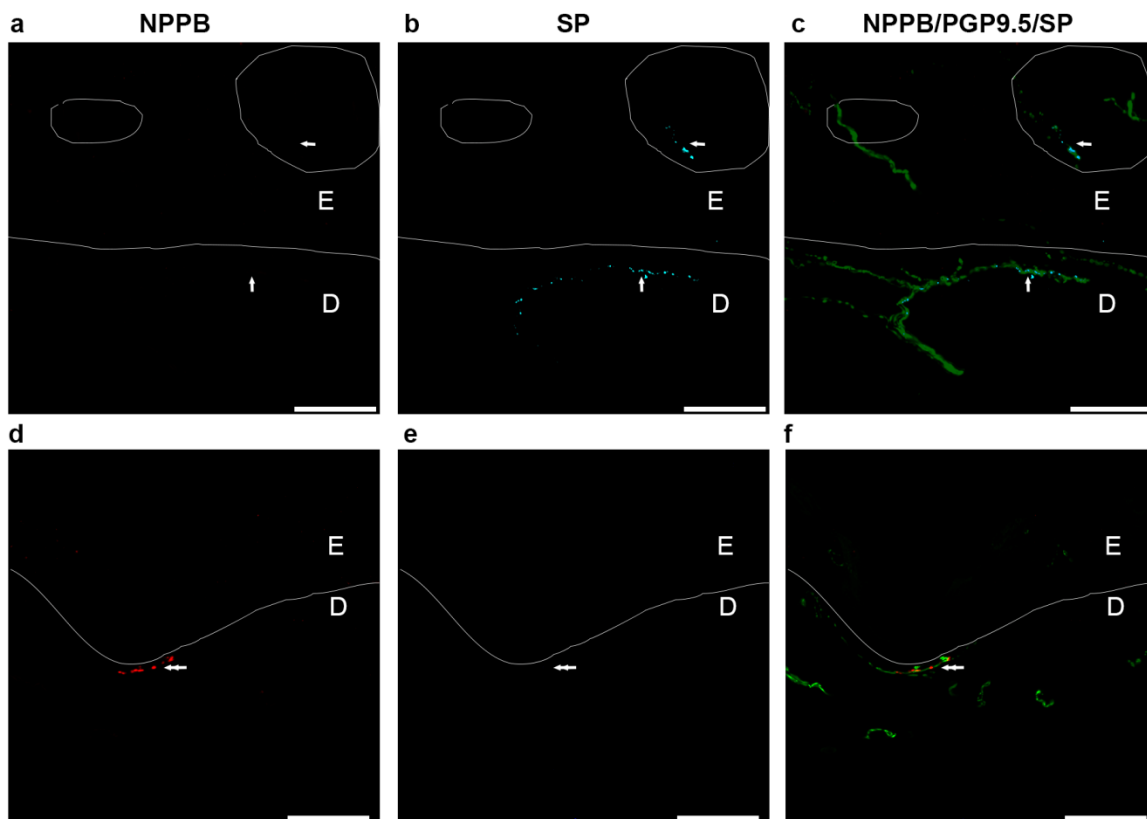 a NPPB b SP c NPPB/PGP9.5/SP
E E E
D D D
d e f
E E E
D D D